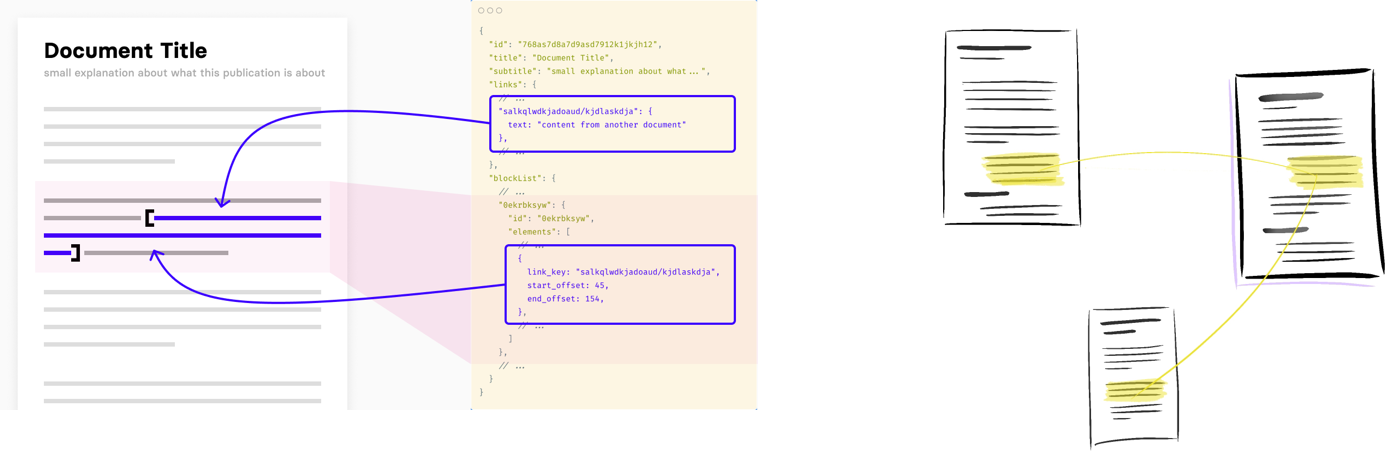 Document Title
small explanation about what this publication is about
[
]
{
"id": "768as7d8a7d9asd7912k1jkjh12",
"title": "Document Title",
"subtitle": "small explanation about what...",
"links": {
// ...
"salkqlwdkjadoaud/kjdlaskdja": {
text: "content from another document"
},
// ...
},
"blockList": {
// ...
"0ekrbksyw": {
"id": "0ekrbksyw",
"elements": [
// ...
{
link_key: "salkqlwdkjadoaud/kjdlaskdja",
start_offset: 45,
end_offset: 154,
},
// ...
]
},
// ...
}
}